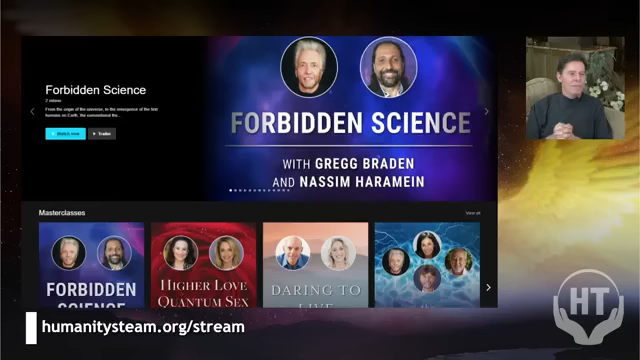 Forbidden Science
2 videos
From the origin of the universe, to the emergence of the first
humans on Earth, the conventional the...
Watch now
Trailer
FORBIDDEN SCIENCE
WITH GREGG BRADEN
AND NASSIM HARAMEIN
Masterclasses
View all
FORBIDDEN
SCIENCE
HIGHER LOVE
QUANTUM SEX
DARING TO
LIVE
humanitysteam.org/stream
HT